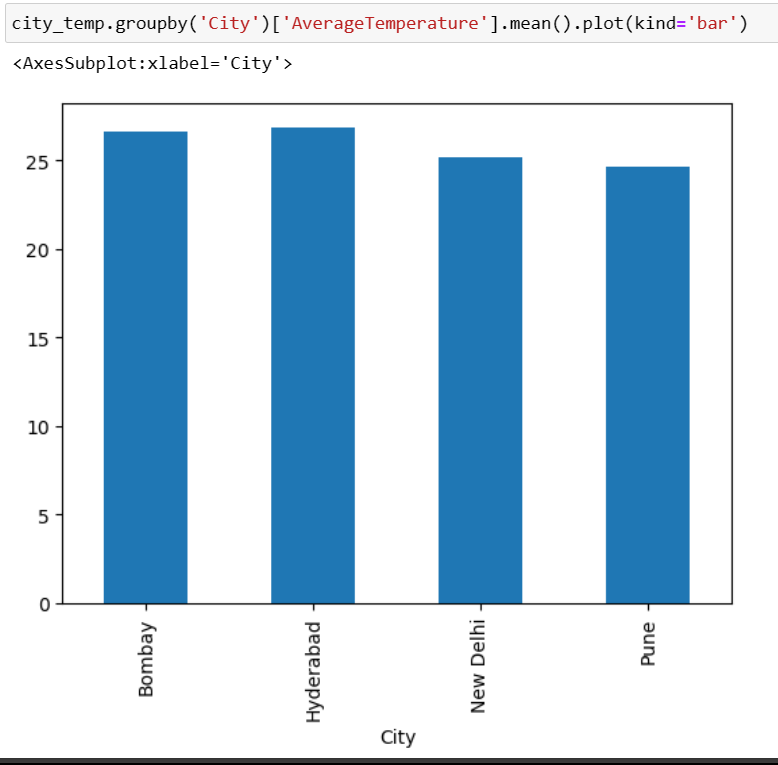 city_temp.groupby('City')['AverageTemperature'].mean().plot(kind='bar')
<AxesSubplot:xlabel='City'>
25
20
15
10
5
0
Bombay
Hyderabad
New Delhi
Pune
City